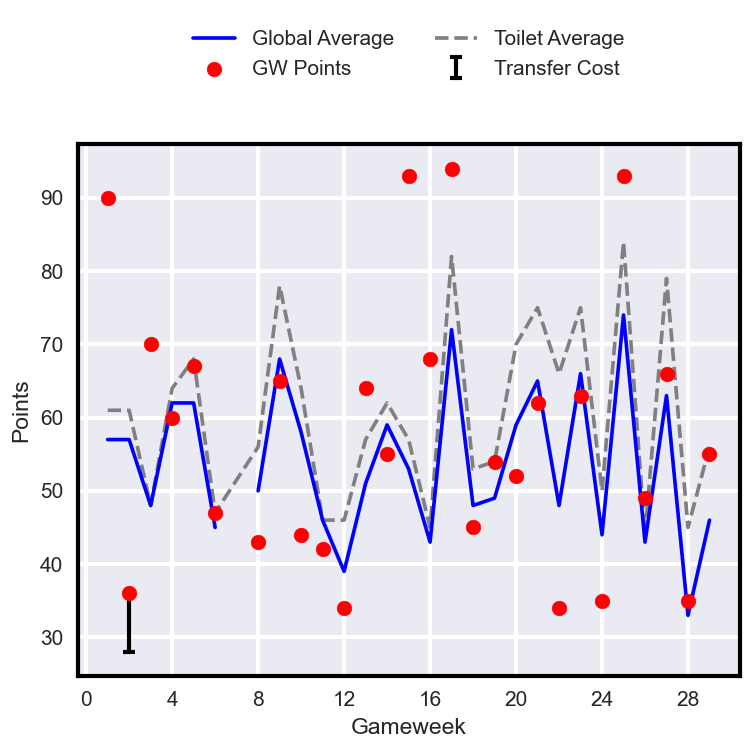 Global Average
Toilet Average
GW Points
Transfer Cost
90
80
70
60
50
40
30
Points
0 4 8 12 16 20 24 28
Gameweek